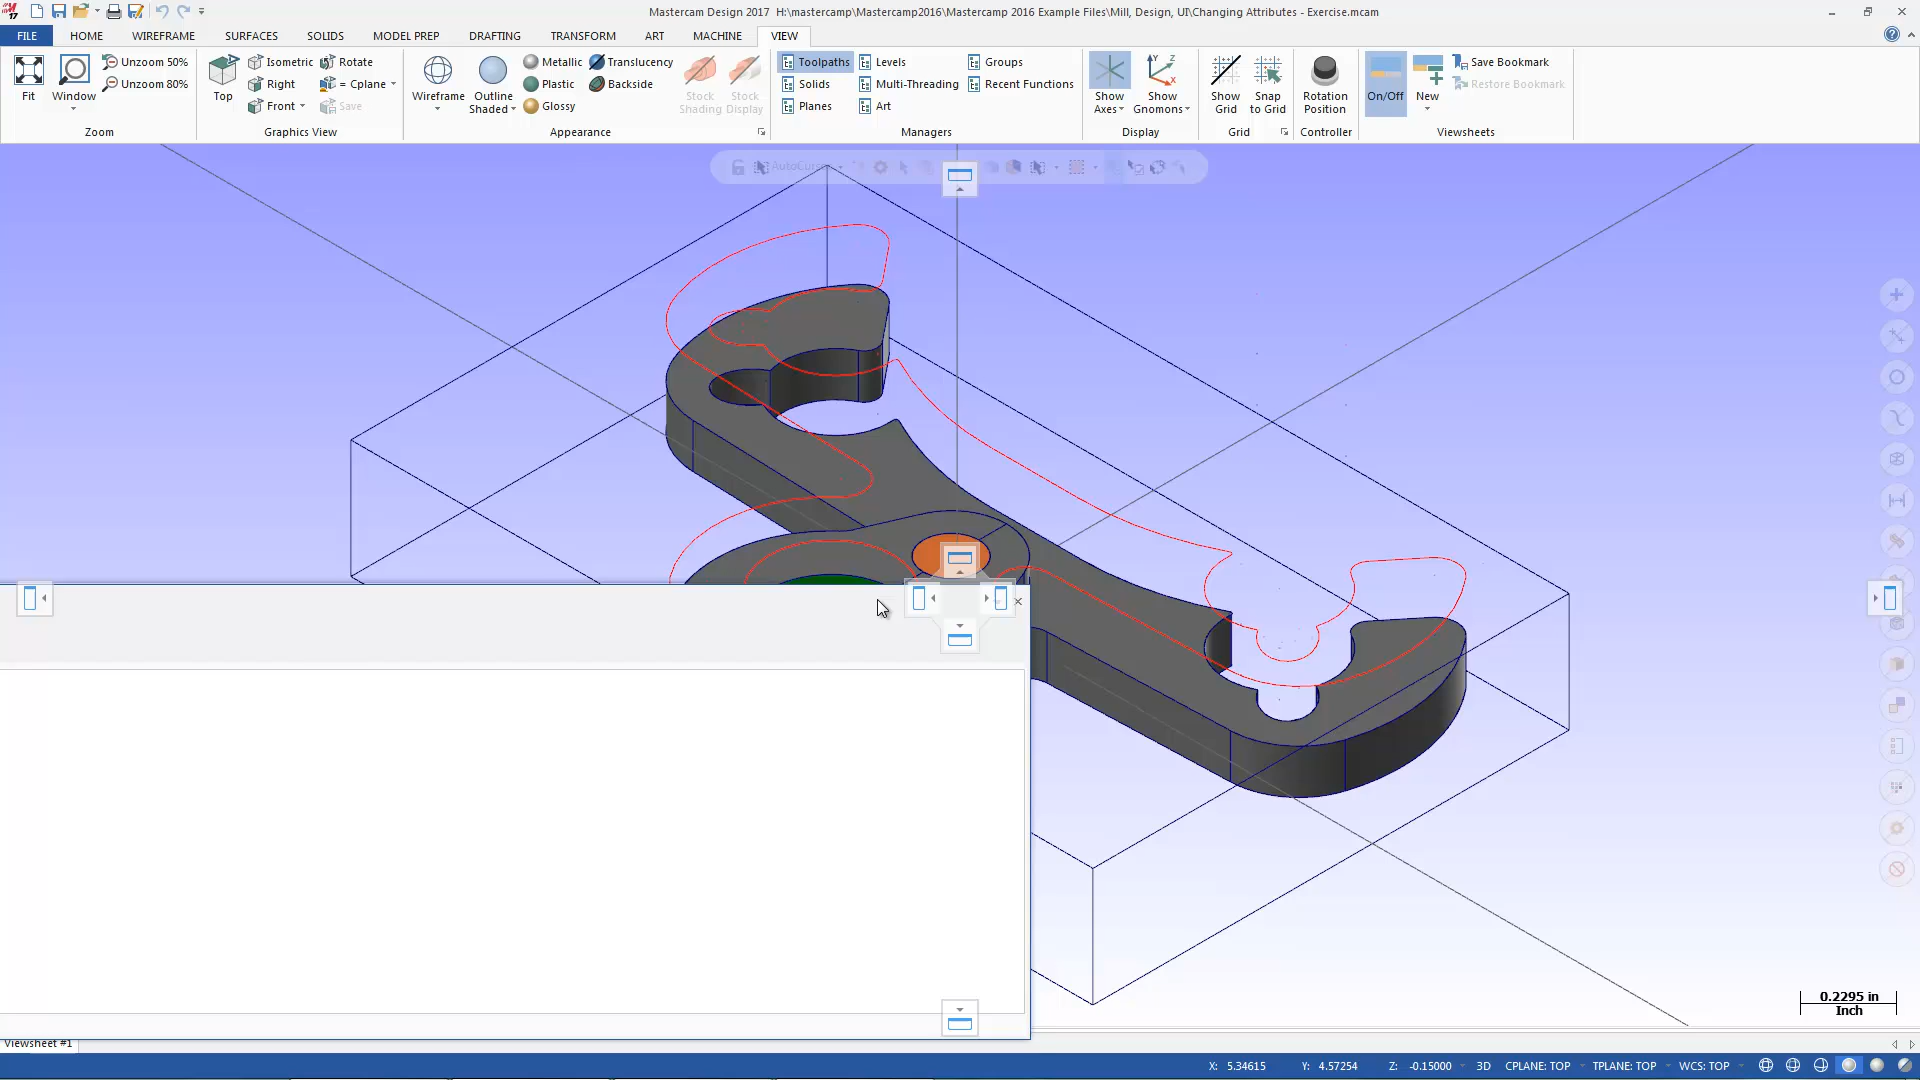 17
Mastercam Design 2017 H:\mastercamp\Mastercamp2016\Mastercamp 2016 Example Files\Mill, Design, UI\Changing Attributes - Exercise.mcam
FILE HOME WIREFRAME SURFACES SOLIDS MODEL PREP DRAFTING TRANSFORM ART MACHINE VIEW
Fit Window Unzoom 50% Unzoom 80%
Zoom
Top Isometric Right Front Rotate = Cplane Save
Graphics View
Wireframe Outline Shaded Metallic Plastic Glossy Translucency Backside Stock Shading Stock Display
Appearance
Toolpaths Solids Planes Levels Multi-Threading Art Groups Recent Functions
Managers
Show Axes Show Gnomons
Display
Show Grid Snap to Grid
Grid
Rotation Position
Controller
On/Off New Save Bookmark Restore Bookmark
Viewsheets
AutoCursor
0.2295 in
Inch
Viewsheet #1
X: 5.34615 Y: 4.57254 Z: -0.15000 3D CPLANE: TOP TPLANE: TOP WCS: TOP